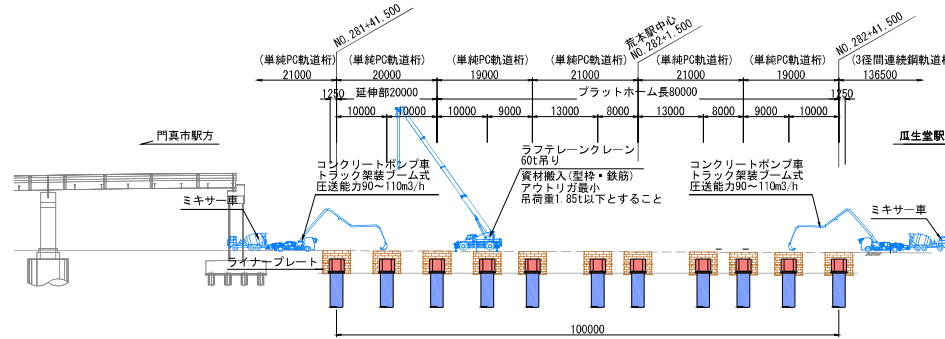 NO.281+41.500
荒本駅中心
NO.282+1.500
NO.282+41.500
(単純PC軌道桁)
(単純PC軌道桁)
(単純PC軌道桁)
(単純PC軌道桁)
(単純PC軌道桁)
(単純PC軌道桁)
(3径間連続鋼軌道桁
21000
20000
19000
21000
21000
19000
136500
1250
延伸部20000
プラットホーム長80000
1250
10000
10000
10000
9000
13000
8000
13000
8000
9000
10000
門真市駅方
瓜生堂駅
ラフテレーンクレーン
60t吊り
資材搬入(型枠・鉄筋)
アウトリガ最小
吊荷重1.85t以下とすること
コンクリートポンプ車
トラック架装ブーム式
圧送能力90～110m3/h
コンクリートポンプ車
トラック架装ブーム式
圧送能力90～110m3/h
ミキサー車
ミキサー車
ライナープレート
100000